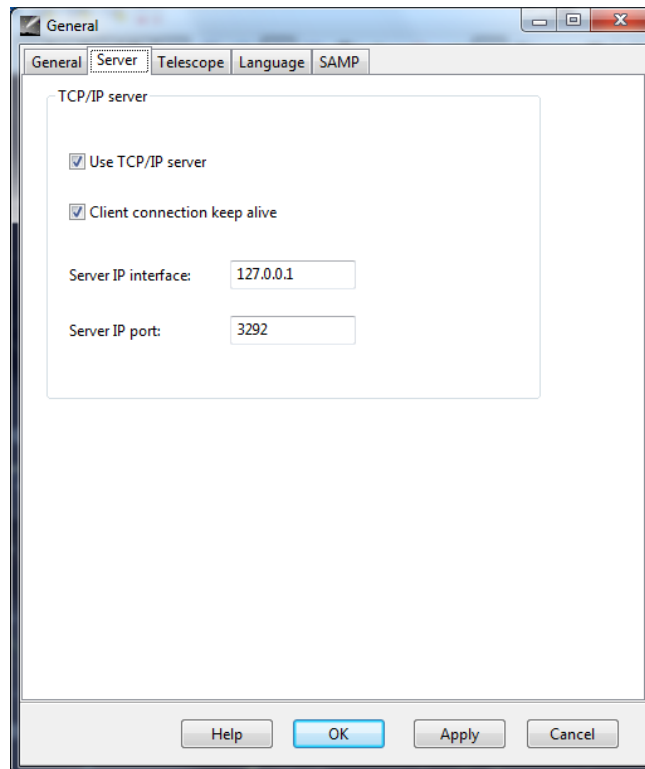 General
General Server Telescope Language SAMP
TCP/IP server
Use TCP/IP server
Client connection keep alive
Server IP interface: 127.0.0.1
Server IP port: 3292
Help OK Apply Cancel